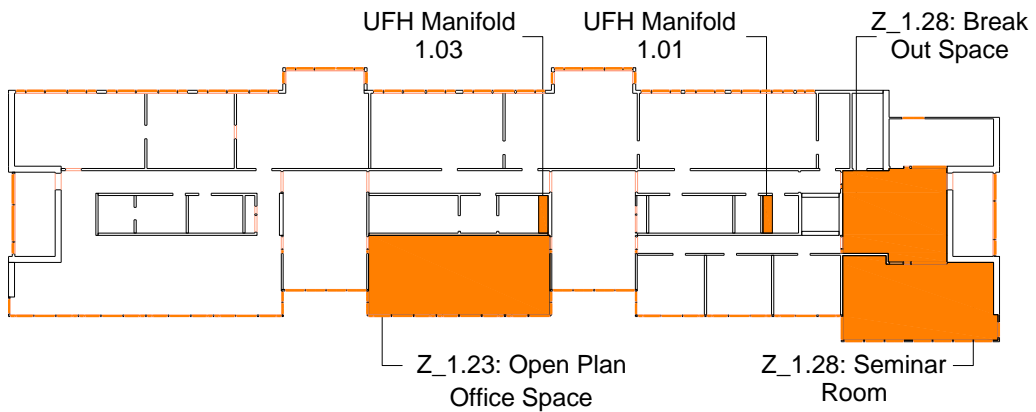 UFH Manifold
1.03
UFH Manifold
1.01
Z_1.28: Break
Out Space
Z_1.23: Open Plan
Office Space
Z_1.28: Seminar
Room